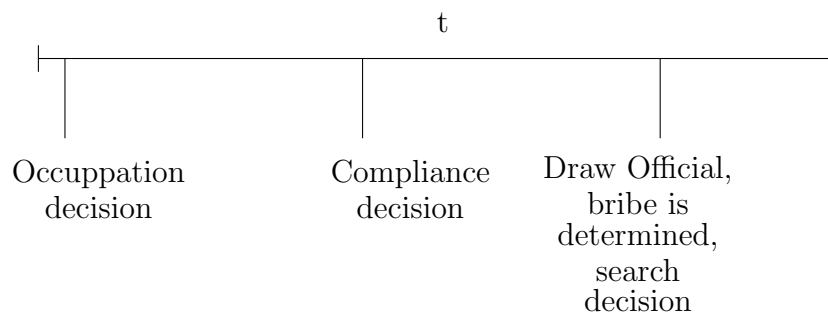 t
Occuppation
decision
Compliance
decision
Draw Official,
bribe is
determined,
search
decision